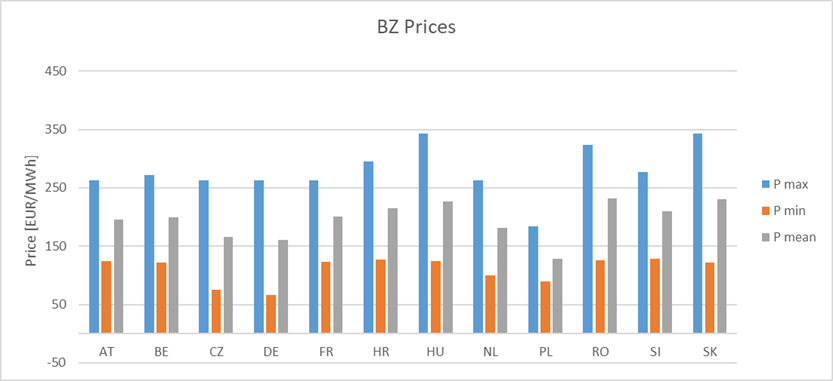 BZ Prices
450
350
250
150
50
-50
Price [EUR/MWh]
AT BE CZ DE FR HR HU NL PL RO SI SK
P max
P min
P mean